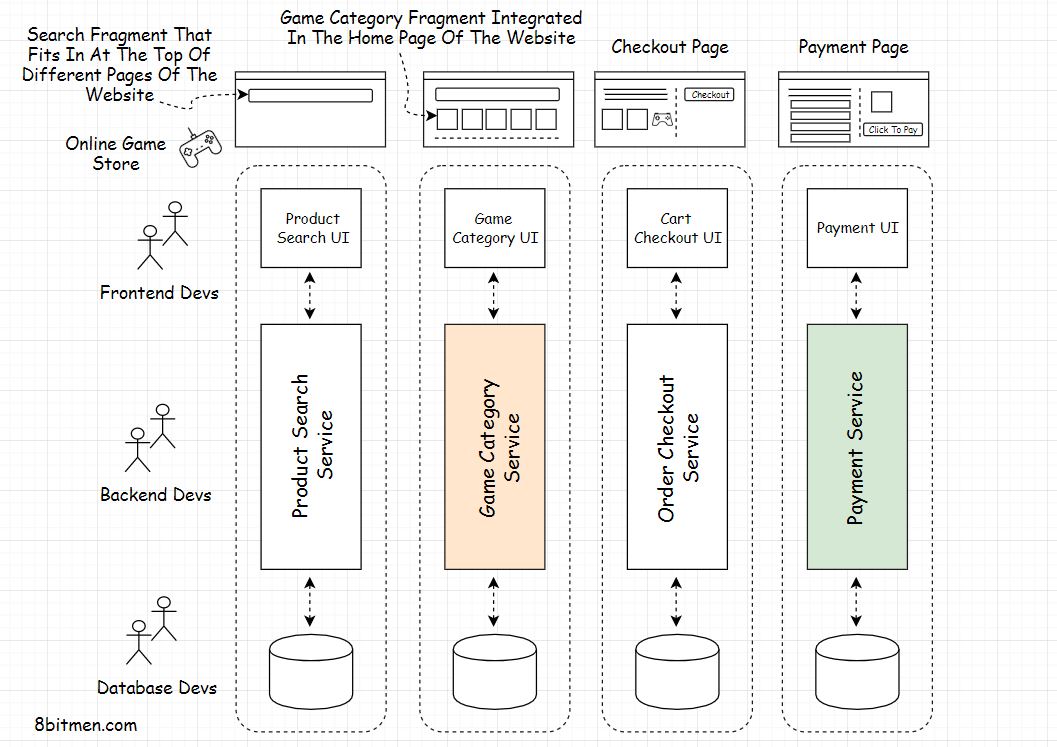 Search Fragment That
Fits In At The Top Of
Different Pages Of The
Website
Game Category Fragment Integrated
In The Home Page Of The Website
Checkout Page
Payment Page
Checkout
Click To Pay
Online Game
Store
Product
Search UI
Game
Category UI
Cart
Checkout UI
Payment UI
Frontend Devs
Product Search
Service
Game Category
Service
Order Checkout
Service
Payment Service
Backend Devs
Database Devs
8bitmen.com